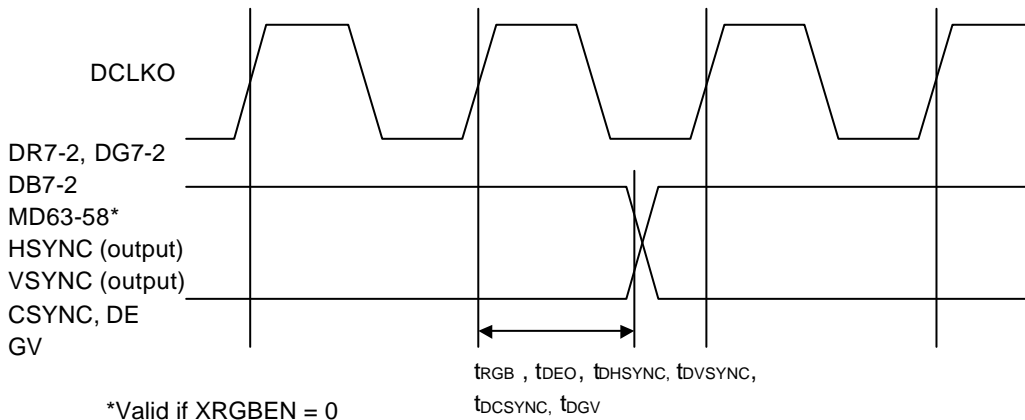 DCLKO
DR7-2, DG7-2
DB7-2
MD63-58*
HSYNC (output)
VSYNC (output)
CSYNC, DE
GV
tRGB , tDEO, tDHSYNC, tDVSYNC,
tDCSYNC, tDGV
*Valid if XRGBEN = 0